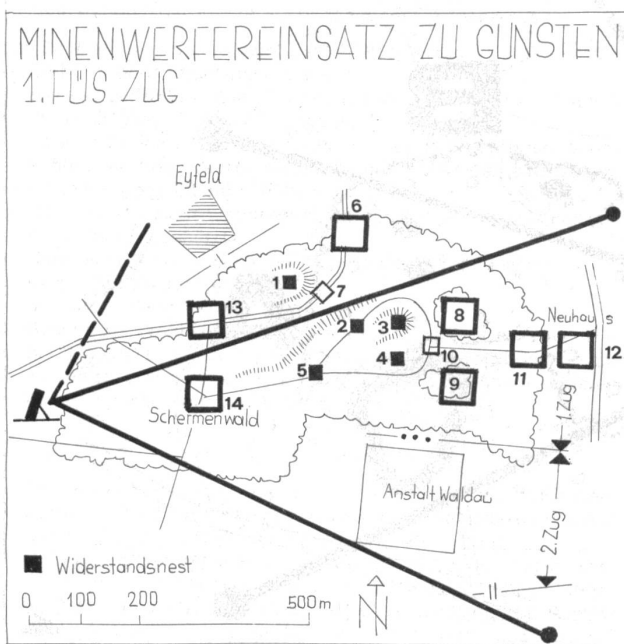 MINENWERFEREINSATZ ZU GUNSTEN
1. FÜS ZUG
Eyfeld
6
1
7
13
2
3
8
Neuhaus
10
4
5
9
11
12
14
Schermenwald
1. Zug
Anstalt Waldau
2. Zug
Widerstandsnest
0 100 200 500 m
N